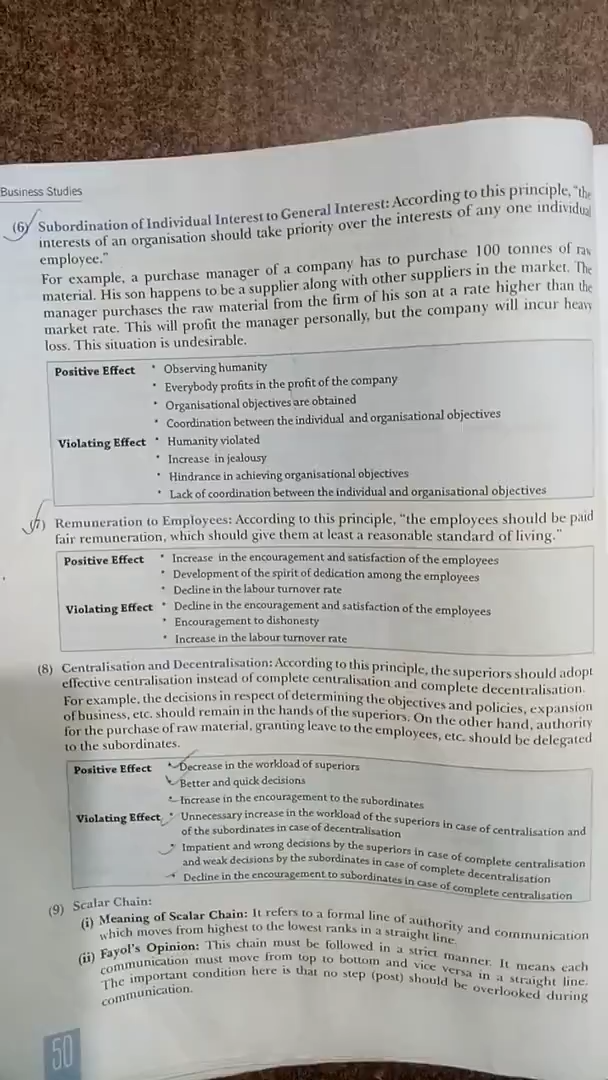 Business Studies
(6) Subordination of Individual Interest to General Interest: According to this principle, "the
interests of an organisation should take priority over the interests of any one individual
employee."
For example, a purchase manager of a company has to purchase 100 tonnes of raw
material. His son happens to be a supplier along with other suppliers in the market. The
manager purchases the raw material from the firm of his son at a rate higher than the
market rate. This will profit the manager personally, but the company will incur heavy
loss. This situation is undesirable.
Positive Effect • Observing humanity
• Everybody profits in the profit of the company
• Organisational objectives are obtained
• Coordination between the individual and organisational objectives
Violating Effect • Humanity violated
• Increase in jealousy
• Hindrance in achieving organisational objectives
• Lack of coordination between the individual and organisational objectives
(7) Remuneration to Employees: According to this principle, "the employees should be paid
fair remuneration, which should give them at least a reasonable standard of living."
Positive Effect • Increase in the encouragement and satisfaction of the employees
• Development of the spirit of dedication among the employees
• Decline in the labour turnover rate
Violating Effect • Decline in the encouragement and satisfaction of the employees
• Encouragement to dishonesty
• Increase in the labour turnover rate
(8) Centralisation and Decentralisation: According to this principle, the superiors should adopt
effective centralisation instead of complete centralisation and complete decentralisation.
For example, the decisions in respect of determining the objectives and policies, expansion
of business, etc. should remain in the hands of the superiors. On the other hand, authority
for the purchase of raw material, granting leave to the employees, etc. should be delegated
to the subordinates.
Positive Effect • Decrease in the workload of superiors
• Better and quick decisions
• Increase in the encouragement to the subordinates
Violating Effect • Unnecessary increase in the workload of the superiors in case of centralisation and
of the subordinates in case of decentralisation
• Impatient and wrong decisions by the superiors in case of complete centralisation
and weak decisions by the subordinates in case of complete decentralisation
• Decline in the encouragement to subordinates in case of complete centralisation
(9) Scalar Chain:
(i) Meaning of Scalar Chain: It refers to a formal line of authority and communication
which moves from highest to the lowest ranks in a straight line.
(ii) Fayol's Opinion: This chain must be followed in a strict manner. It means each
communication must move from top to bottom and vice versa in a straight line.
The important condition here is that no step (post) should be overlooked during
communication.
50